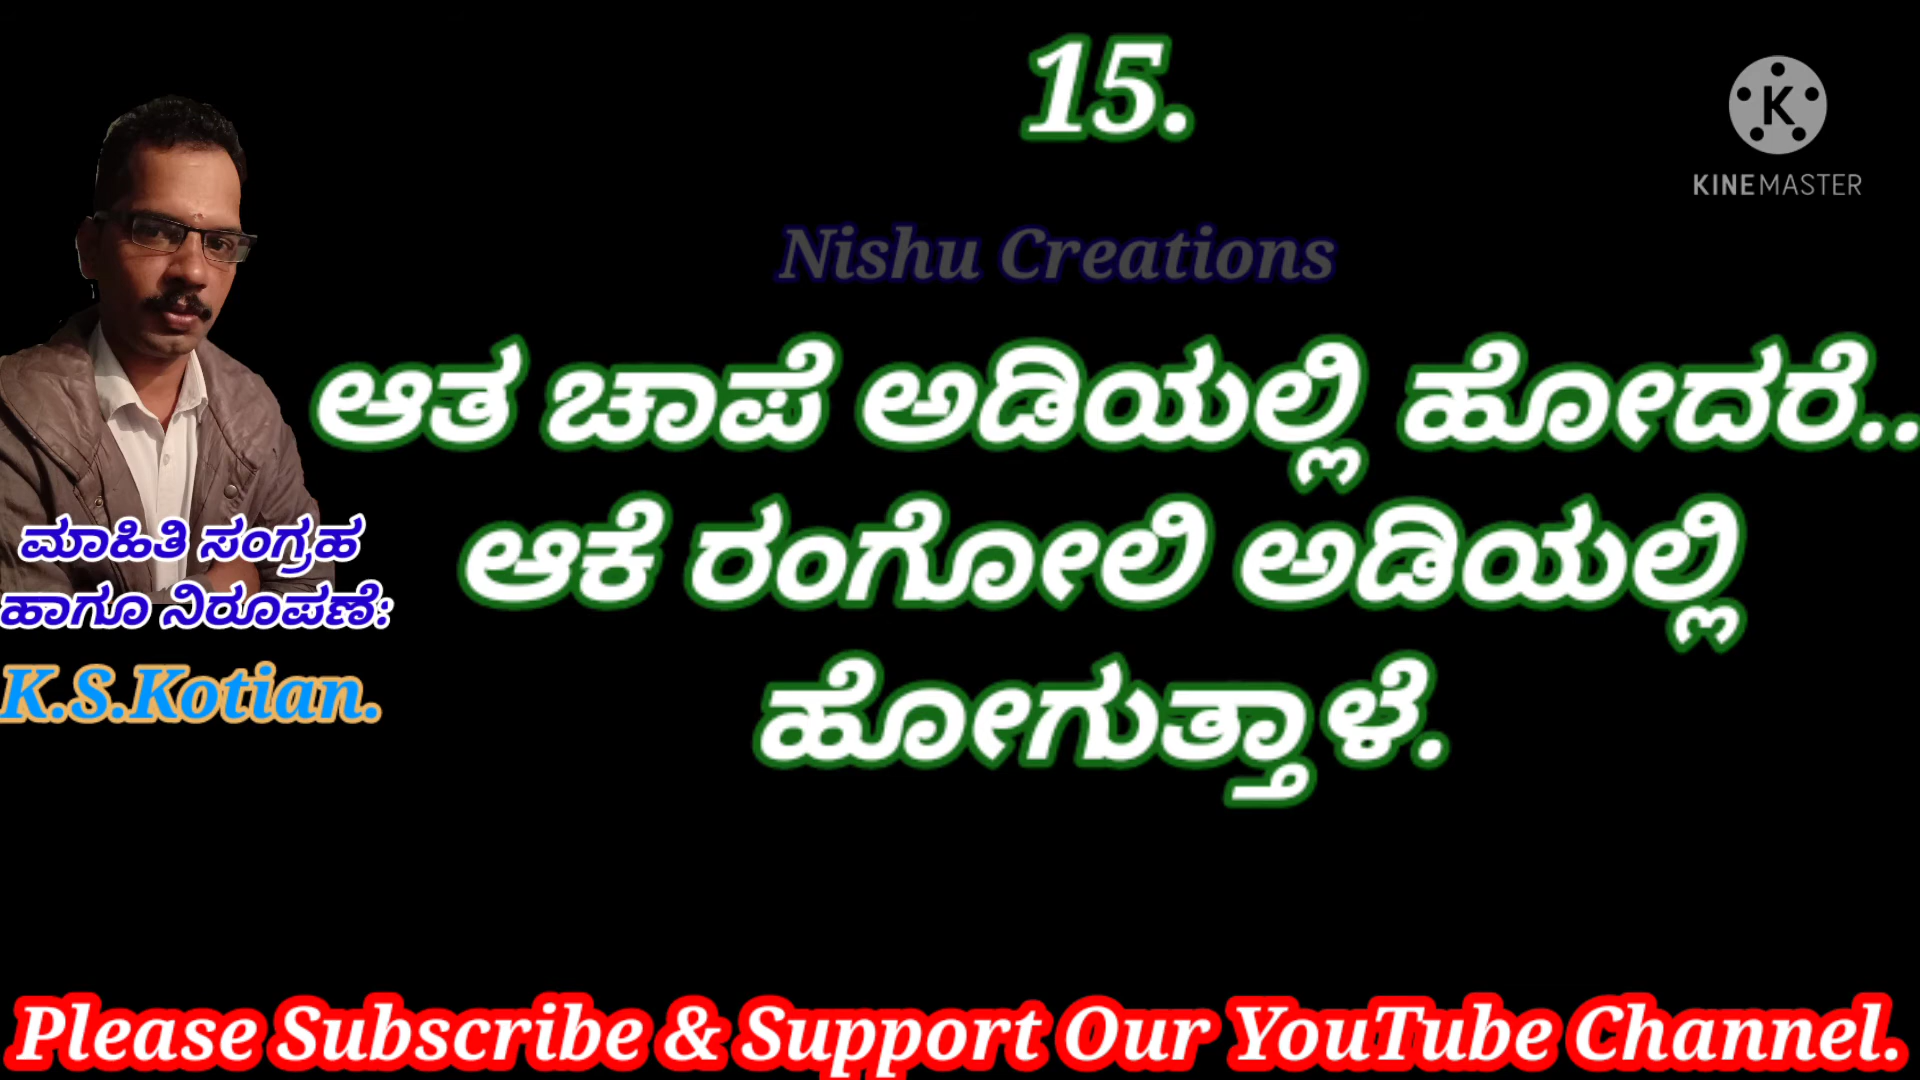 15.
KINEMASTER
Nishu Creations
ಆತ ಚಾಪೆ ಅಡಿಯಲ್ಲಿ ಹೋದರೆ..
ಆಕೆ ರಂಗೋಲಿ ಅಡಿಯಲ್ಲಿ
ಹೋಗುತ್ತಾಳೆ.
ಮಾಹಿತಿ ಸಂಗ್ರಹ
ಹಾಗೂ ನಿರೂಪಣೆ:
K.S.Kotian.
Please Subscribe & Support Our YouTube Channel.